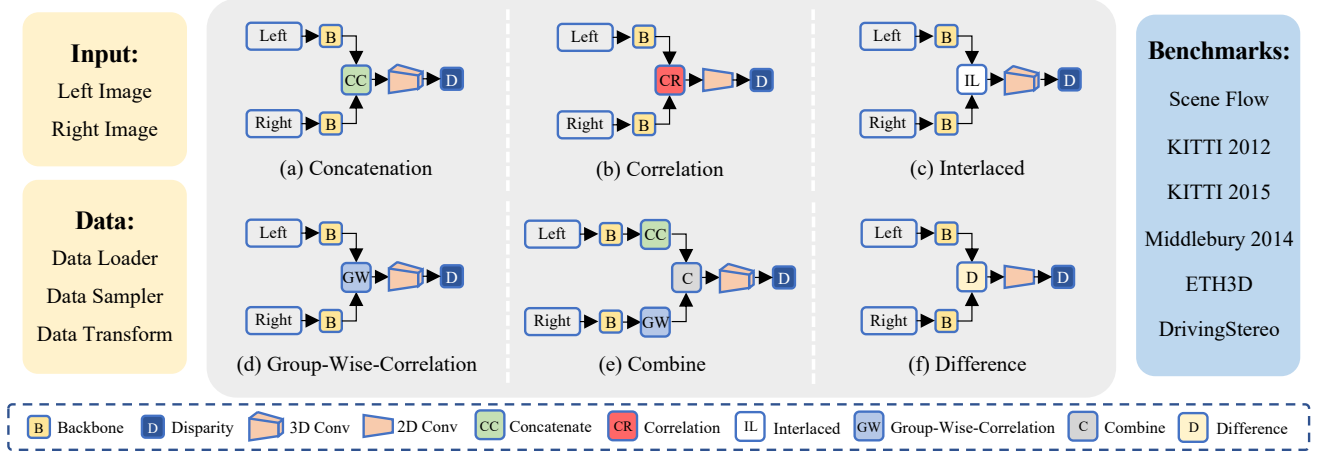 Input:
Left Image
Right Image
Data:
Data Loader
Data Sampler
Data Transform
Left
B
CC
D
Right
B
(a) Concatenation
Left
B
CR
D
Right
B
(b) Correlation
Left
B
IL
D
Right
B
(c) Interlaced
Left
B
GW
D
Right
B
(d) Group-Wise-Correlation
Left
B
CC
C
D
Right
B
GW
(e) Combine
Left
B
D
D
Right
B
(f) Difference
Benchmarks:
Scene Flow
KITTI 2012
KITTI 2015
Middlebury 2014
ETH3D
DrivingStereo
B Backbone D Disparity 3D Conv 2D Conv CC Concatenate CR Correlation IL Interlaced GW Group-Wise-Correlation C Combine D Difference